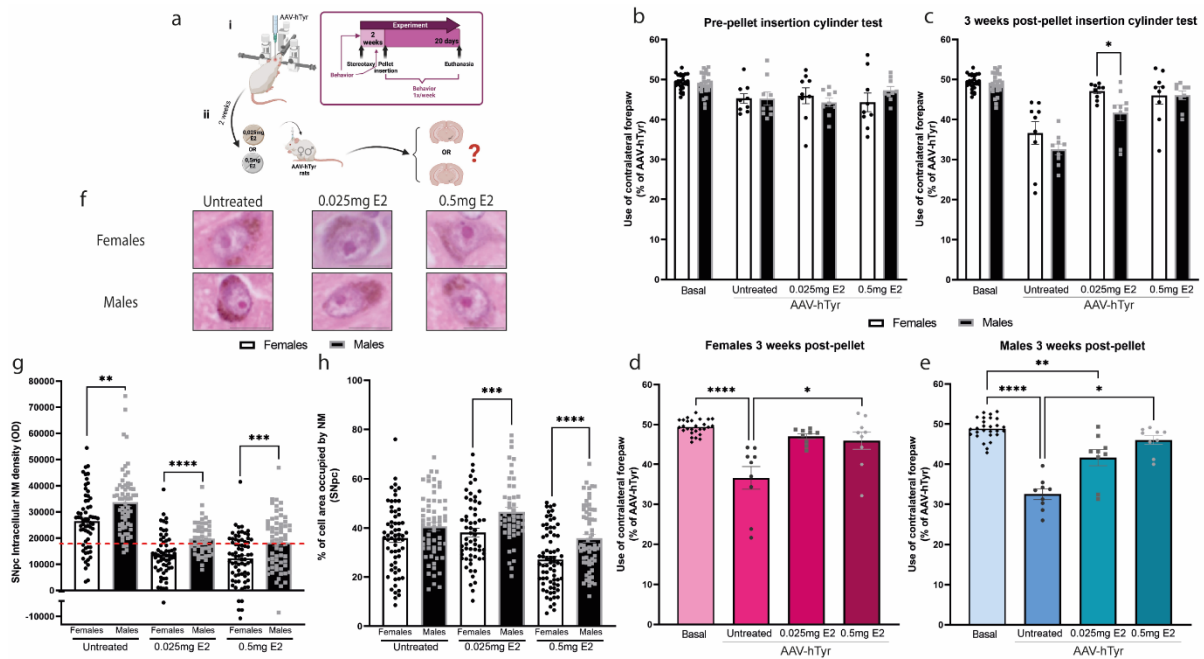 a
i
AAV-hTyr
Experiment
2
weeks
20 days
Behavior
Stereotaxy
Pellet
insertion
Euthanasia
Behavior
1x/week
ii
2 weeks
0,025mg
E2
OR
0,5mg
E2
AAV-hTyr
rats
OR
?
b
Pre-pellet insertion cylinder test
Use of contralateral forepaw
(% of AAV-hTyr)
60
50
40
30
20
10
0
Basal
Untreated
0.025mg E2
0.5mg E2
AAV-hTyr
c
3 weeks post-pellet insertion cylinder test
Use of contralateral forepaw
(% of AAV-hTyr)
60
50
40
30
20
10
0
*
Basal
Untreated
0.025mg E2
0.5mg E2
AAV-hTyr
Females
Males
f
Untreated
0.025mg E2
0.5mg E2
Females
Males
Females
Males
g
SNpc Intracellular NM density (OD)
80000
70000
60000
50000
40000
30000
20000
10000
0
-10000
**
****
***
Females
Males
Females
Males
Females
Males
Untreated
0.025mg E2
0.5mg E2
h
% of cell area occupied by NM
(SNpc)
100
80
60
40
20
0
***
****
Females
Males
Females
Males
Females
Males
Untreated
0.025mg E2
0.5mg E2
d
Females 3 weeks post-pellet
Use of contralateral forepaw
(% of AAV-hTyr)
60
50
40
30
20
10
0
****
*
Basal
Untreated
0.025mg E2
0.5mg E2
AAV-hTyr
e
Males 3 weeks post-pellet
Use of contralateral forepaw
(% of AAV-hTyr)
60
50
40
30
20
10
0
**
****
*
Basal
Untreated
0.025mg E2
0.5mg E2
AAV-hTyr